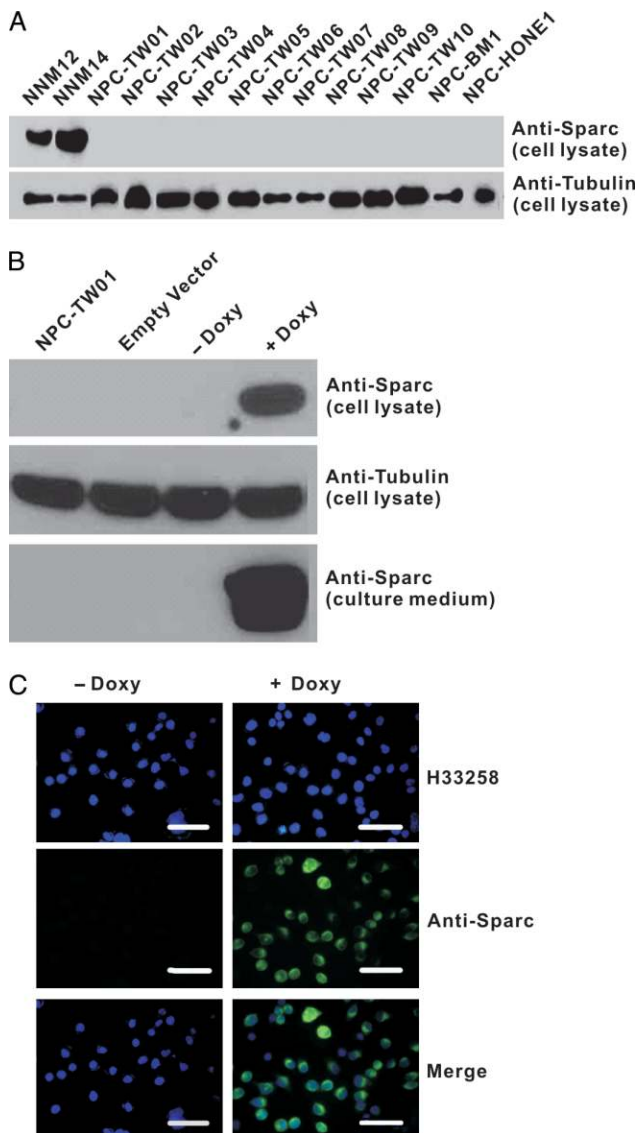 A
NNM12
NNM14
NPC-TW01
NPC-TW02
NPC-TW03
NPC-TW04
NPC-TW05
NPC-TW06
NPC-TW07
NPC-TW08
NPC-TW09
NPC-TW10
NPC-BM1
NPC-HONE1
Anti-Sparc
(cell lysate)
Anti-Tubulin
(cell lysate)
B
NPC-TW01
Empty Vector
– Doxy
+ Doxy
Anti-Sparc
(cell lysate)
Anti-Tubulin
(cell lysate)
Anti-Sparc
(culture medium)
C
– Doxy
+ Doxy
H33258
Anti-Sparc
Merge